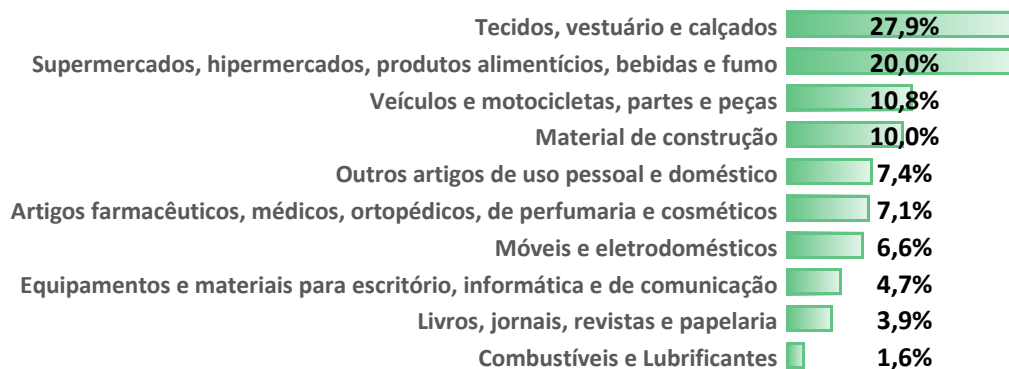 Tecidos, vestuário e calçados 27,9%
Supermercados, hipermercados, produtos alimentícios, bebidas e fumo 20,0%
Veículos e motocicletas, partes e peças 10,8%
Material de construção 10,0%
Outros artigos de uso pessoal e doméstico 7,4%
Artigos farmacêuticos, médicos, ortopédicos, de perfumaria e cosméticos 7,1%
Móveis e eletrodomésticos 6,6%
Equipamentos e materiais para escritório, informática e de comunicação 4,7%
Livros, jornais, revistas e papelaria 3,9%
Combustíveis e Lubrificantes 1,6%